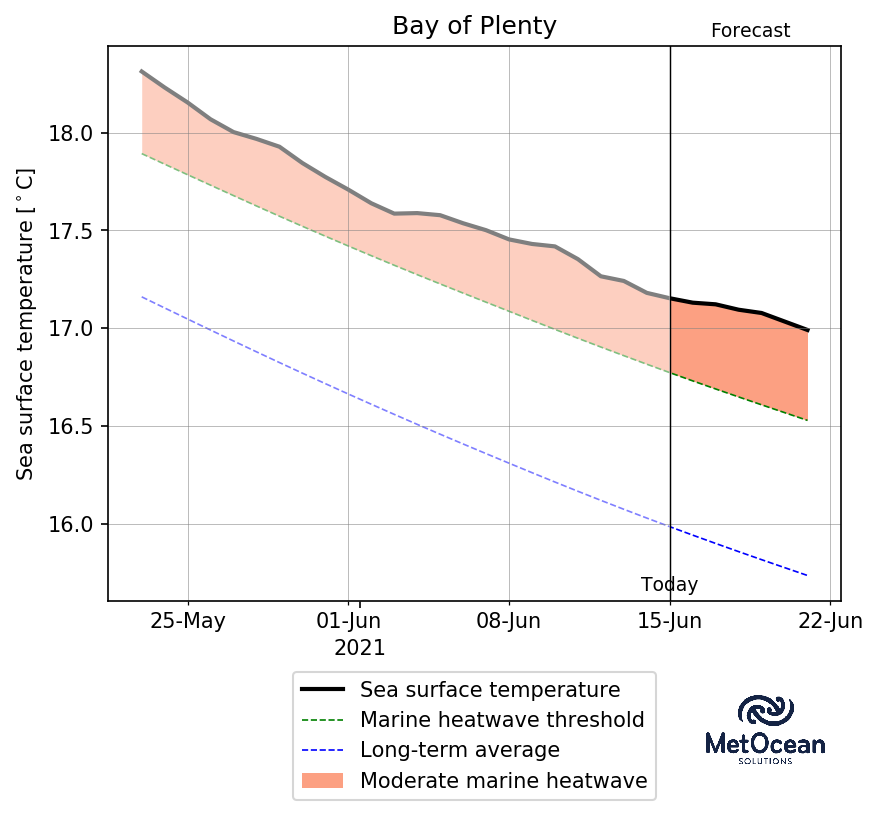 Bay of Plenty
Forecast
Sea surface temperature [°C]
18.0
17.5
17.0
16.5
16.0
Today
25-May 01-Jun 08-Jun 15-Jun 22-Jun
2021
Sea surface temperature
Marine heatwave threshold
Long-term average
Moderate marine heatwave
MetOcean
SOLUTIONS